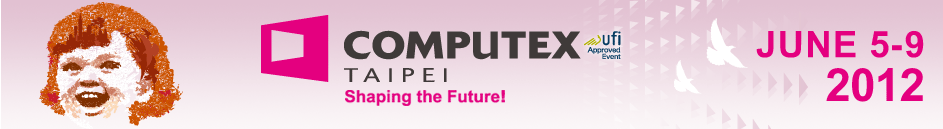 COMPUTEX
ufi
Approved
Event
TAIPEI
Shaping the Future!
JUNE 5-9
2012